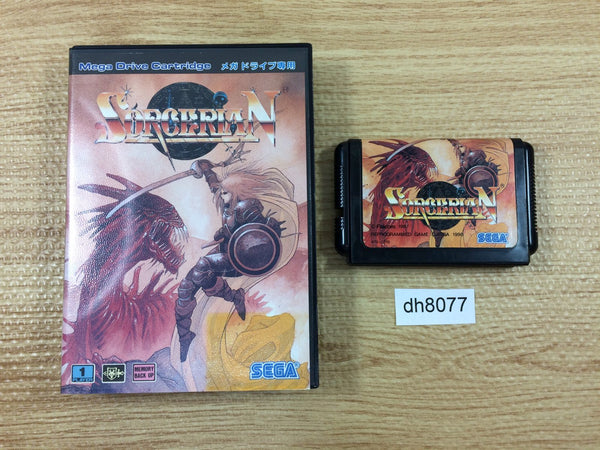 Mega Drive Cartridge メガドライブ専用
SORCERIAN
1
MEMORY
BACK UP
SEGA
SORCERIAN
SEGA
dh8077